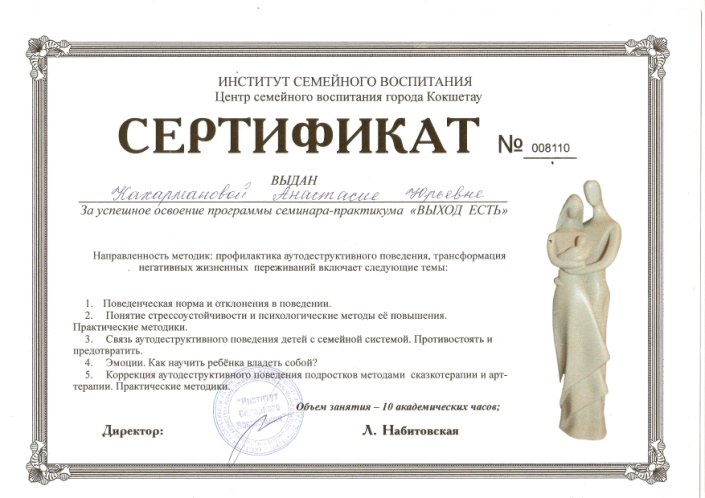 ИНСТИТУТ СЕМЕЙНОГО ВОСПИТАНИЯ
Центр семейного воспитания города Кокшетау
СЕРТИФИКАТ № 008110
ВЫДАН
Кахармановой Анастасие Юрьевне
За успешное освоение программы семинара-практикума «ВЫХОД ЕСТЬ»
Направленность методик: профилактика аутодеструктивного поведения, трансформация
негативных жизненных переживаний включает следующие темы:
1. Поведенческая норма и отклонения в поведении.
2. Понятие стрессоустойчивости и психологические методы её повышения.
Практические методики.
3. Связь аутодеструктивного поведения детей с семейной системой. Противостоять и
предотвратить.
4. Эмоции. Как научить ребёнка владеть собой?
5. Коррекция аутодеструктивного поведения подростков методами сказкотерапии и арт-
терапии. Практические методики.
"Институт
Семейного
Объем занятия – 10 академических часов;
Директор: Л. Набитовская